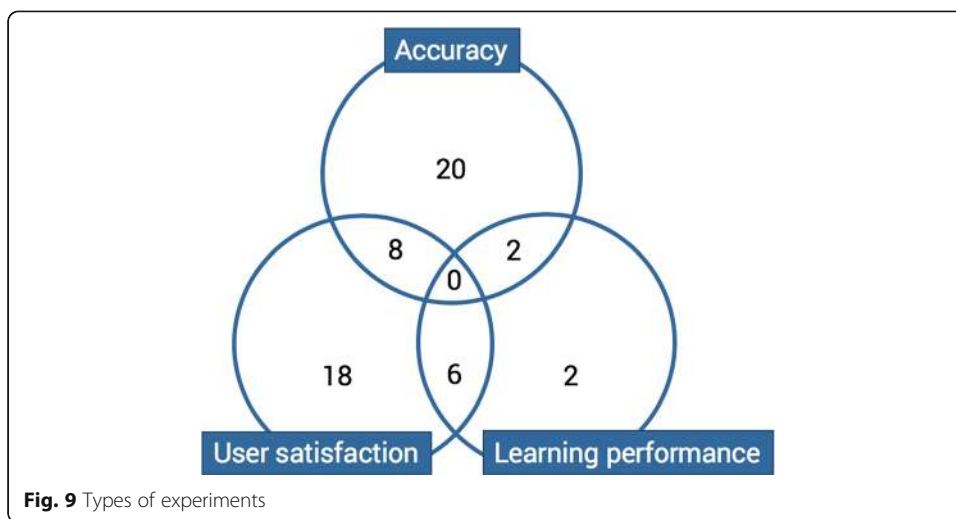 Accuracy
20
8
2
0
18
6
2
User satisfaction
Learning performance
Fig. 9 Types of experiments